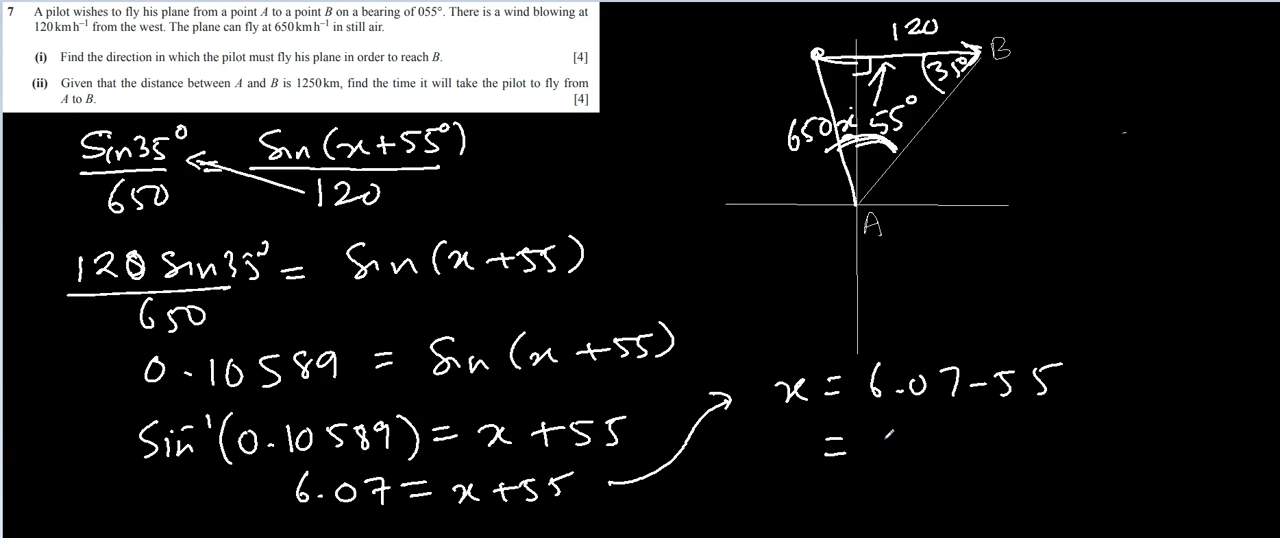 7 A pilot wishes to fly his plane from a point A to a point B on a bearing of 055°. There is a wind blowing at
120 km h⁻¹ from the west. The plane can fly at 650 km h⁻¹ in still air.
(i) Find the direction in which the pilot must fly his plane in order to reach B. [4]
(ii) Given that the distance between A and B is 1250 km, find the time it will take the pilot to fly from
A to B. [4]
120
B
35°
650 x 55°
A
Sin35°/650 Sin(x+55°)/120
120 Sin35°/650 = Sin(x+55)
0.10589 = Sin(x+55)
Sin⁻¹(0.10589) = x+55
6.07 = x+55
x = 6.07-55
=